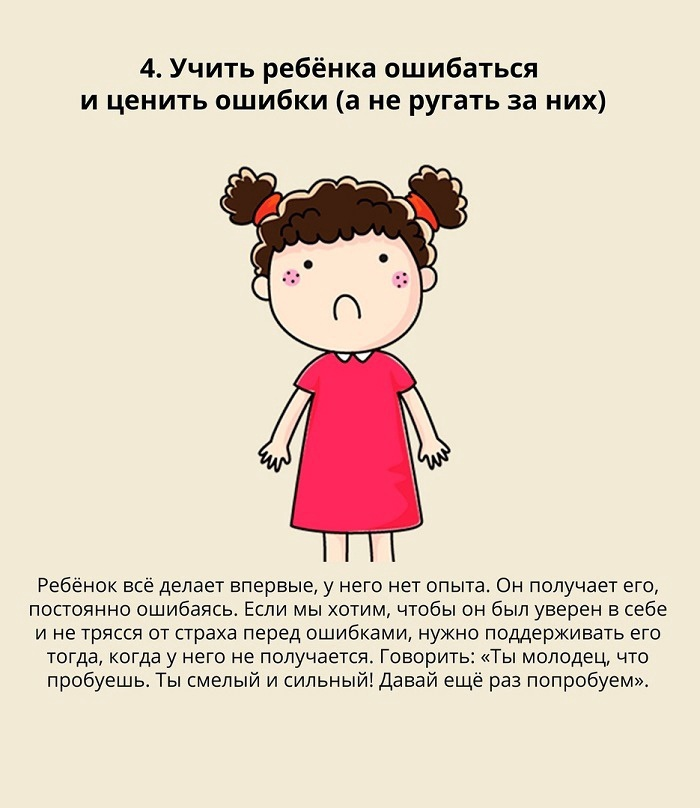 4. Учить ребёнка ошибаться
и ценить ошибки (а не ругать за них)
Ребёнок всё делает впервые, у него нет опыта. Он получает его,
постоянно ошибаясь. Если мы хотим, чтобы он был уверен в себе
и не трясся от страха перед ошибками, нужно поддерживать его
тогда, когда у него не получается. Говорить: «Ты молодец, что
пробуешь. Ты смелый и сильный! Давай ещё раз попробуем».